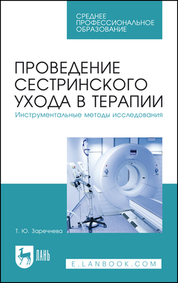 СРЕДНЕЕ
ПРОФЕССИОНАЛЬНОЕ
ОБРАЗОВАНИЕ
ПРОВЕДЕНИЕ
СЕСТРИНСКОГО
УХОДА В ТЕРАПИИ
Инструментальные методы исследования
Т. Ю. Заречнева
ЛАНЬ
E.LANBOOK.COM